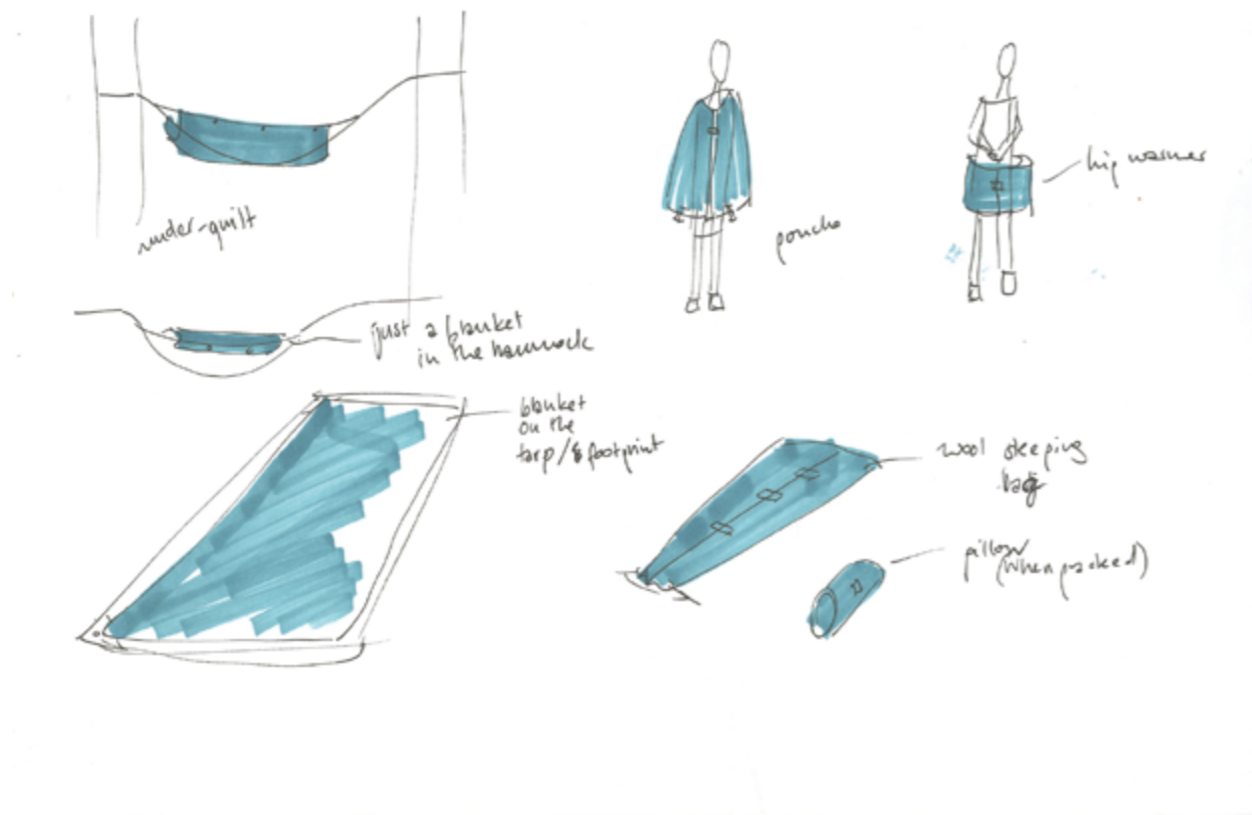 under-quilt
poncho
hip warmer
just a blanket
in the hammock
blanket
on the
tarp/& footprint
wool sleeping
bag
pillow
(when packed)